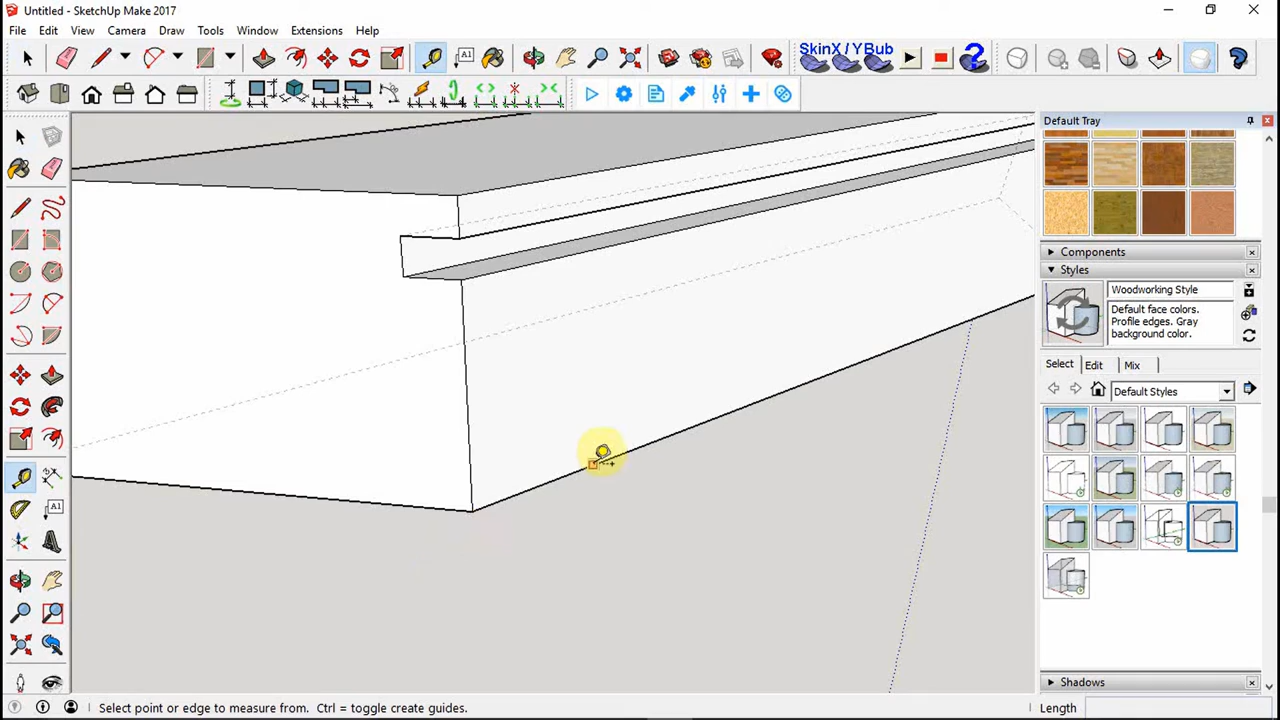 Untitled - SketchUp Make 2017
File Edit View Camera Draw Tools Window Extensions Help
A1
SkinX / YBub
Default Tray
Components
Styles
Woodworking Style
Default face colors.
Profile edges. Gray
background color.
Select Edit Mix
Default Styles
A1
Shadows
Select point or edge to measure from. Ctrl = toggle create guides.
Length